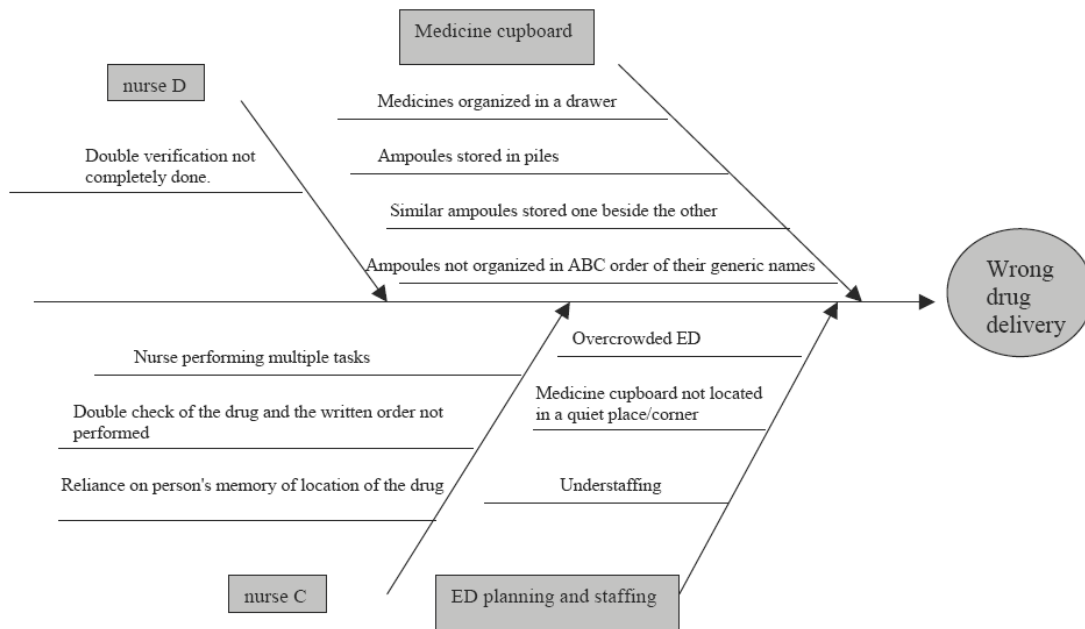 Medicine cupboard
nurse D
Medicines organized in a drawer
Double verification not
completely done.
Ampoules stored in piles
Similar ampoules stored one beside the other
Ampoules not organized in ABC order of their generic names
Wrong
drug
delivery
Nurse performing multiple tasks
Double check of the drug and the written order not
performed
Reliance on person's memory of location of the drug
nurse C
Overcrowded ED
Medicine cupboard not located
in a quiet place/corner
Understaffing
ED planning and staffing